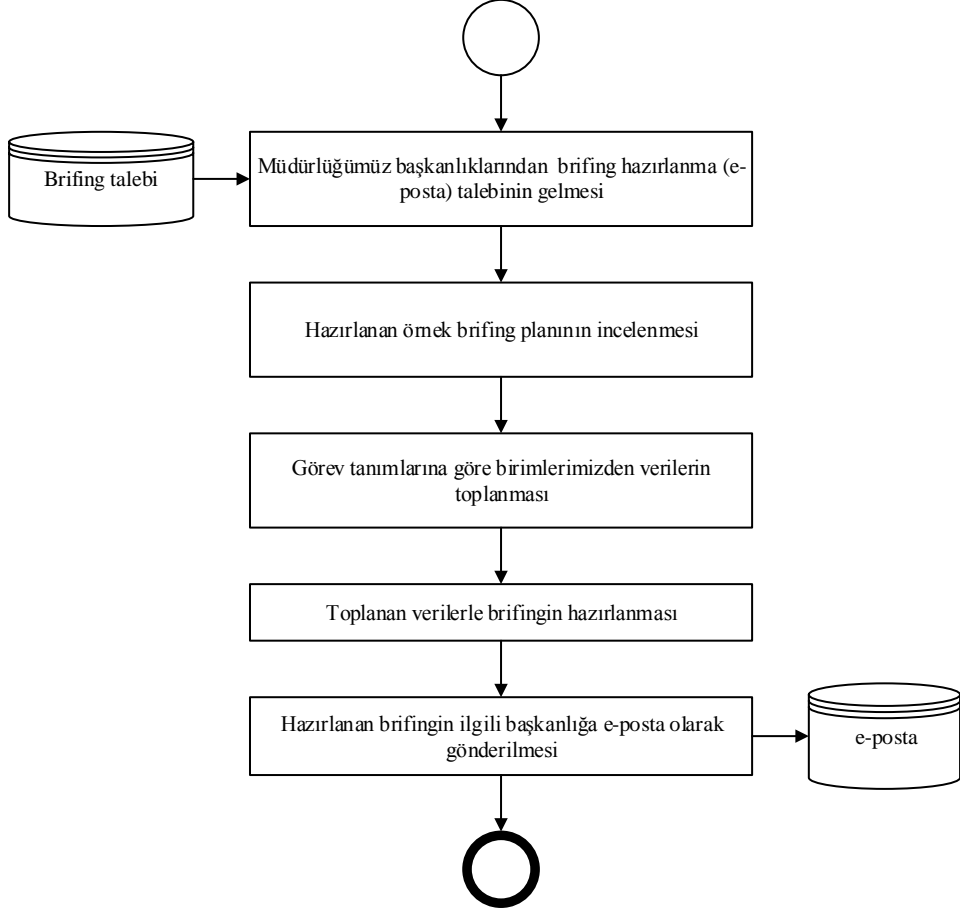 Brifing talebi
Müdürlüğümüz başkanlıklarından  brifing hazırlanma (e-
posta) talebinin gelmesi
Hazırlanan örnek brifing planının incelenmesi
Görev tanımlarına göre birimlerimizden verilerin
toplanması
Toplanan verilerle brifingin hazırlanması
Hazırlanan brifingin ilgili başkanlığa e-posta olarak
gönderilmesi
e-posta